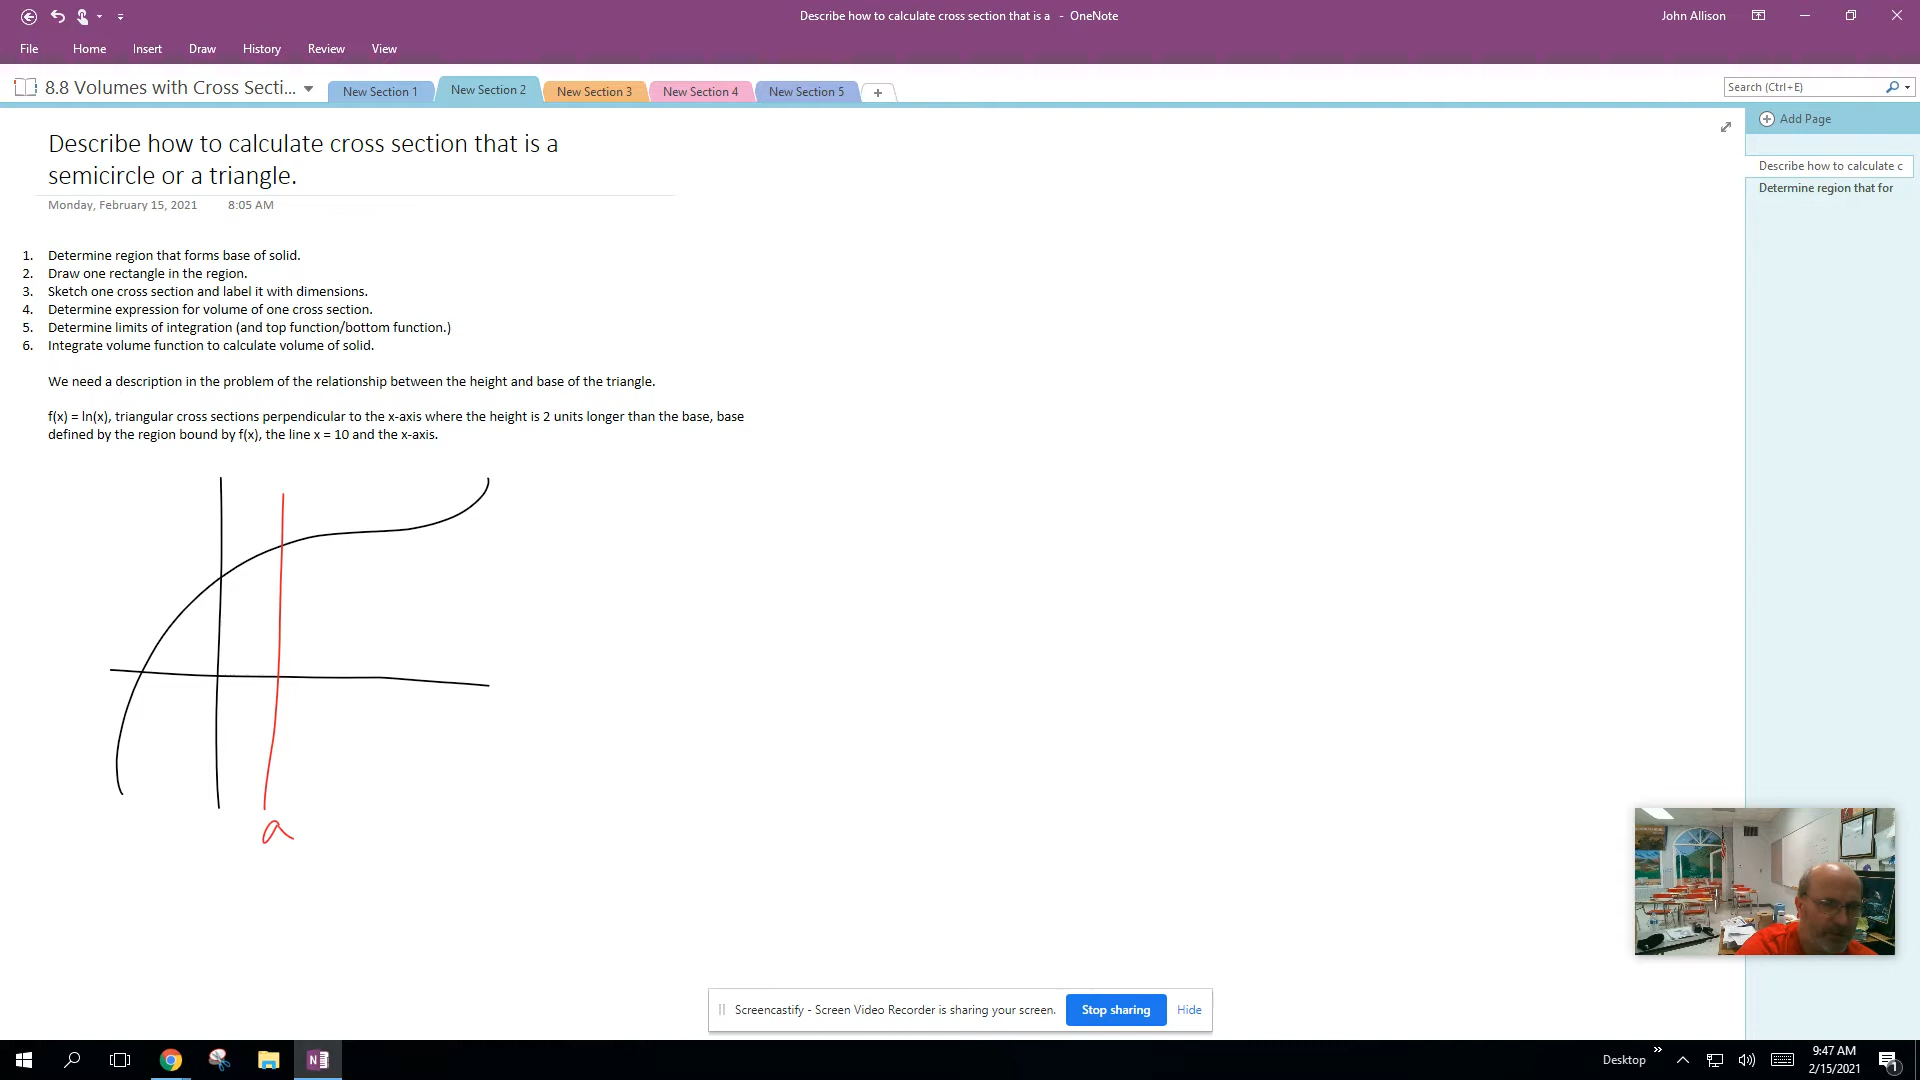 Describe how to calculate cross section that is a - OneNote
John Allison
File Home Insert Draw History Review View
8.8 Volumes with Cross Secti...
New Section 1 New Section 2 New Section 3 New Section 4 New Section 5
Search (Ctrl+E)
Add Page
Describe how to calculate c
Determine region that for
Describe how to calculate cross section that is a
semicircle or a triangle.
Monday, February 15, 2021 8:05 AM
1. Determine region that forms base of solid.
2. Draw one rectangle in the region.
3. Sketch one cross section and label it with dimensions.
4. Determine expression for volume of one cross section.
5. Determine limits of integration (and top function/bottom function.)
6. Integrate volume function to calculate volume of solid.
We need a description in the problem of the relationship between the height and base of the triangle.
f(x) = ln(x), triangular cross sections perpendicular to the x-axis where the height is 2 units longer than the base, base
defined by the region bound by f(x), the line x = 10 and the x-axis.
a
Screencastify - Screen Video Recorder is sharing your screen. Stop sharing Hide
Desktop
9:47 AM
2/15/2021
1